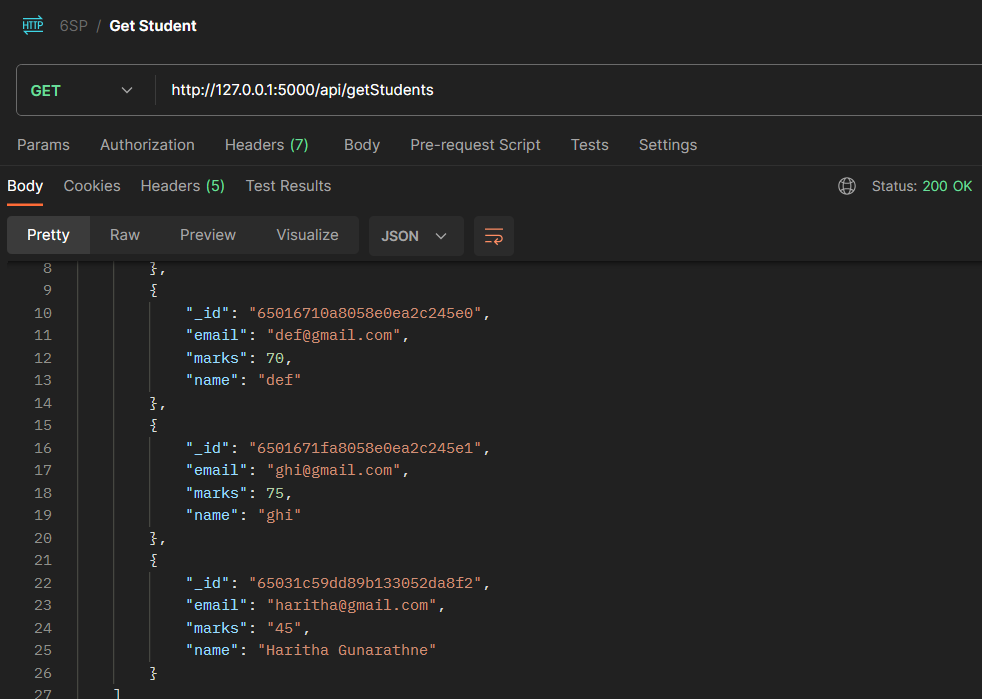 HTTP 6SP / Get Student
GET http://127.0.0.1:5000/api/getStudents
Params Authorization Headers (7) Body Pre-request Script Tests Settings
Body Cookies Headers (5) Test Results Status: 200 OK
Pretty Raw Preview Visualize JSON
8 },
9 {
10 "_id": "65016710a8058e0ea2c245e0",
11 "email": "def@gmail.com",
12 "marks": 70,
13 "name": "def"
14 },
15 {
16 "_id": "6501671fa8058e0ea2c245e1",
17 "email": "ghi@gmail.com",
18 "marks": 75,
19 "name": "ghi"
20 },
21 {
22 "_id": "65031c59dd89b133052da8f2",
23 "email": "haritha@gmail.com",
24 "marks": "45",
25 "name": "Haritha Gunarathne"
26 }
27 ]